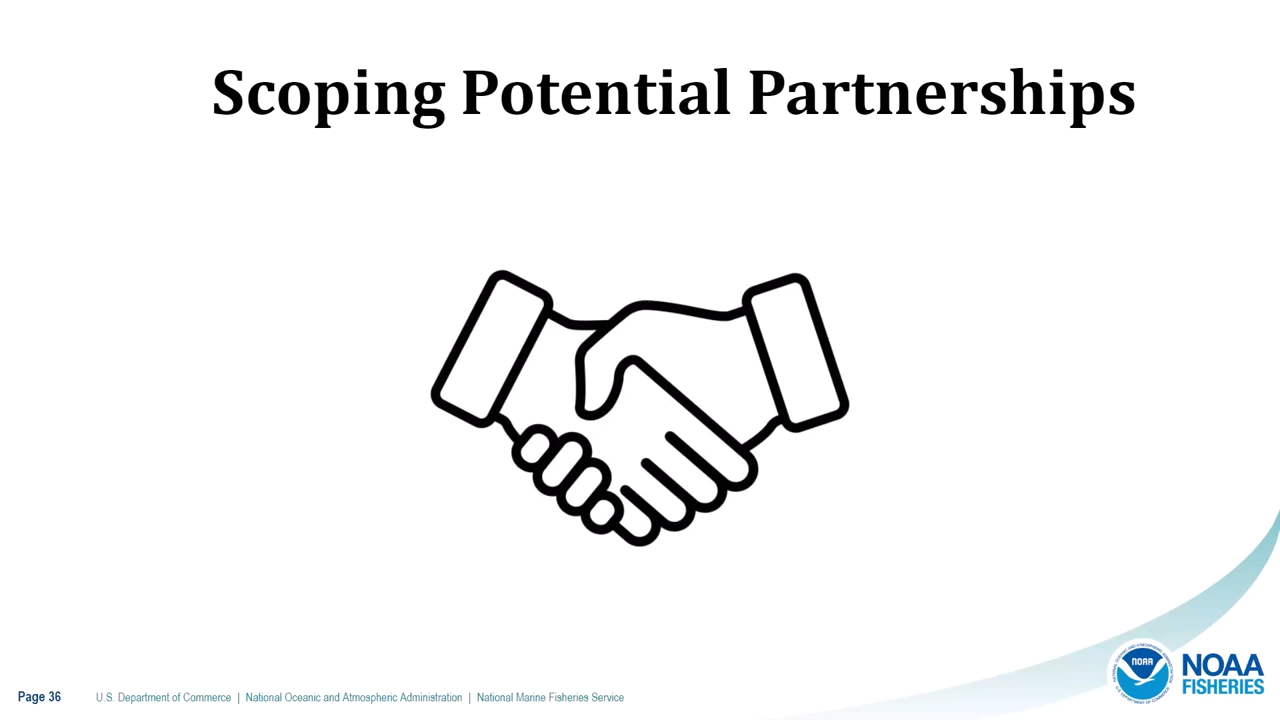 Scoping Potential Partnerships
NOAA
NOAA
FISHERIES
Page 36
U.S. Department of Commerce | National Oceanic and Atmospheric Administration | National Marine Fisheries Service